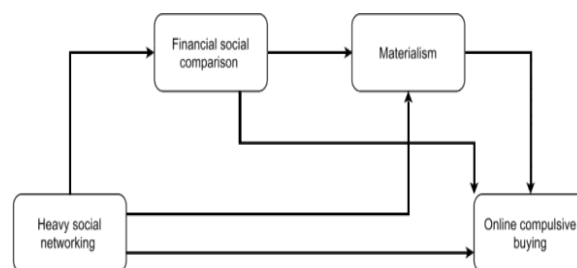 Financial social
comparison
Materialism
Heavy social
networking
Online compulsive
buying